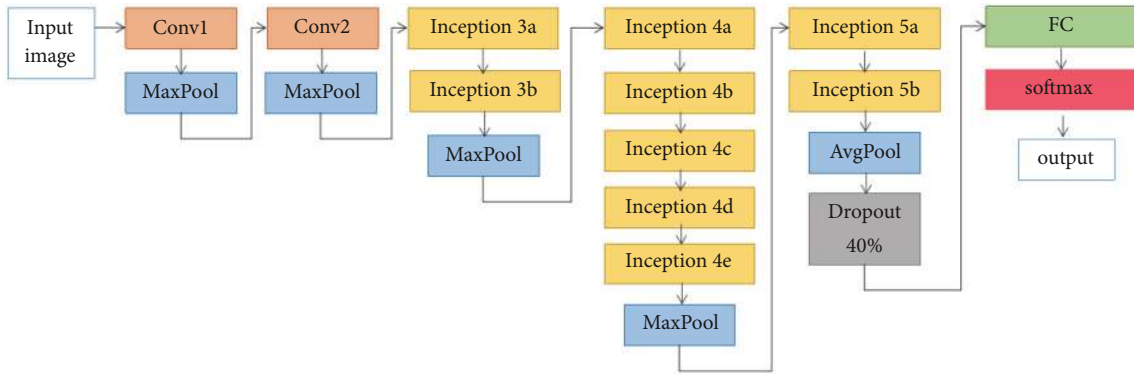 Input
image
Conv1
MaxPool
Conv2
MaxPool
Inception 3a
Inception 3b
MaxPool
Inception 4a
Inception 4b
Inception 4c
Inception 4d
Inception 4e
MaxPool
Inception 5a
Inception 5b
AvgPool
Dropout
40%
FC
softmax
output